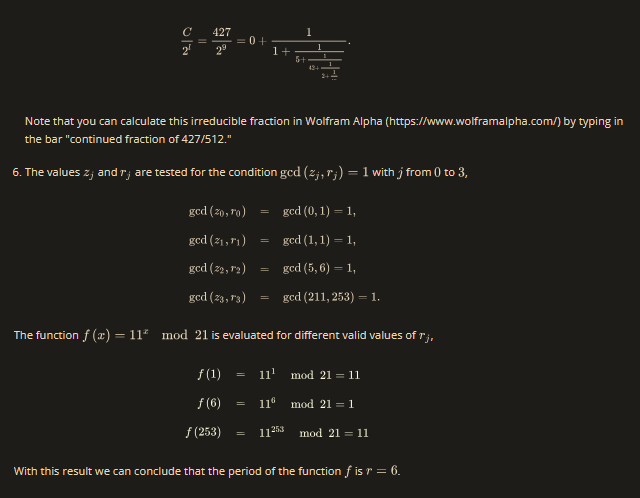 C/2^l = 427/2^9 = 0 + 1/(1 + 1/(5 + 1/(42 + 1/(2 + 1/...)))).
Note that you can calculate this irreducible fraction in Wolfram Alpha (https://www.wolframalpha.com/) by typing in
the bar "continued fraction of 427/512."
6. The values z_j and r_j are tested for the condition gcd (z_j, r_j) = 1 with j from 0 to 3,
gcd (z_0, r_0) = gcd (0, 1) = 1,
gcd (z_1, r_1) = gcd (1, 1) = 1,
gcd (z_2, r_2) = gcd (5, 6) = 1,
gcd (z_3, r_3) = gcd (211, 253) = 1.
The function f (x) = 11^x mod 21 is evaluated for different valid values of r_j,
f (1) = 11^1 mod 21 = 11
f (6) = 11^6 mod 21 = 1
f (253) = 11^253 mod 21 = 11
With this result we can conclude that the period of the function f is r = 6.